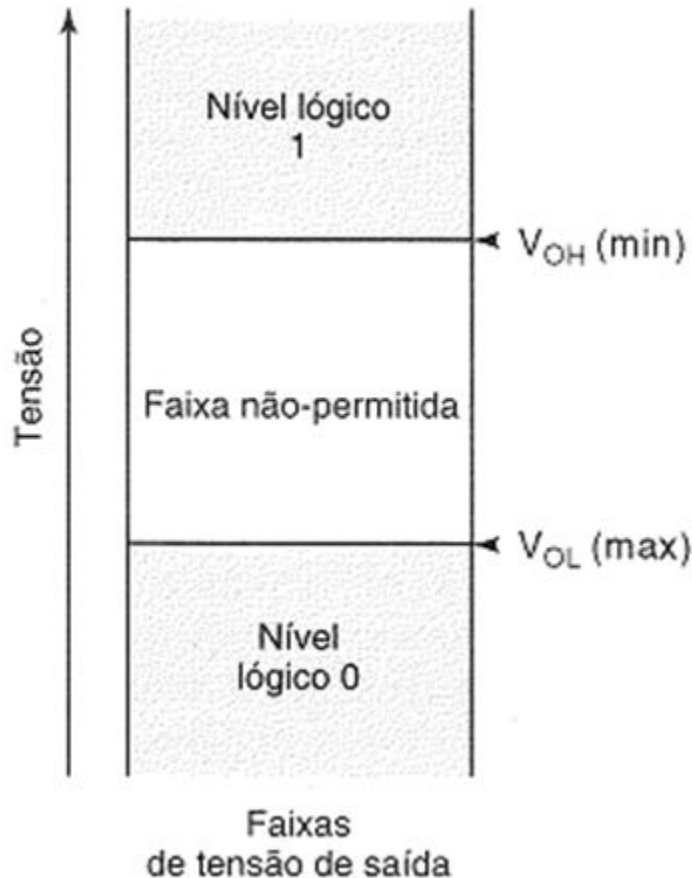 Nível lógico
1
V_OH (min)
Tensão
Faixa não-permitida
V_OL (max)
Nível
lógico 0
Faixas
de tensão de saída